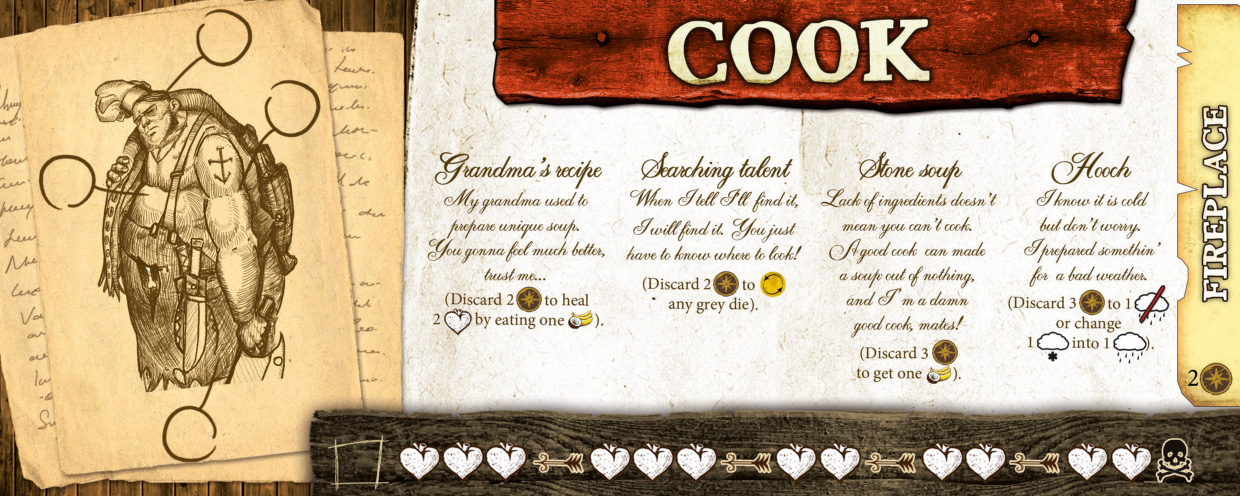 COOK
Grandma's recipe
My grandma used to
prepare unique soup.
You gonna feel much better,
trust me...
(Discard 2 to heal
2 by eating one ).
Searching talent
When I tell I'll find it,
I will find it. You just
have to know where to look!
(Discard 2 to
any grey die).
Stone soup
Lack of ingredients doesn't
mean you can't cook.
A good cook can made
a soup out of nothing,
and I'm a damn
good cook, mates!
(Discard 3
to get one ).
Hooch
I know it is cold
but don't worry.
I prepared somethin'
for a bad weather.
(Discard 3 to 1
or change
1 into 1 ).
FIREPLACE
2